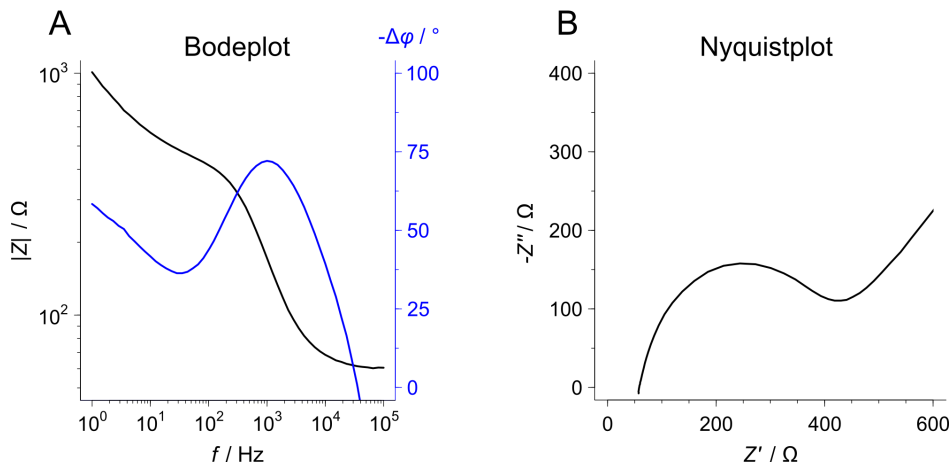 A
Bodeplot
-Δφ / °
10³
10²
|Z| / Ω
100
75
50
25
0
10⁰ 10¹ 10² 10³ 10⁴ 10⁵
f / Hz
B
Nyquistplot
400
300
200
100
0
-Z″/ Ω
0 200 400 600
Z′ / Ω